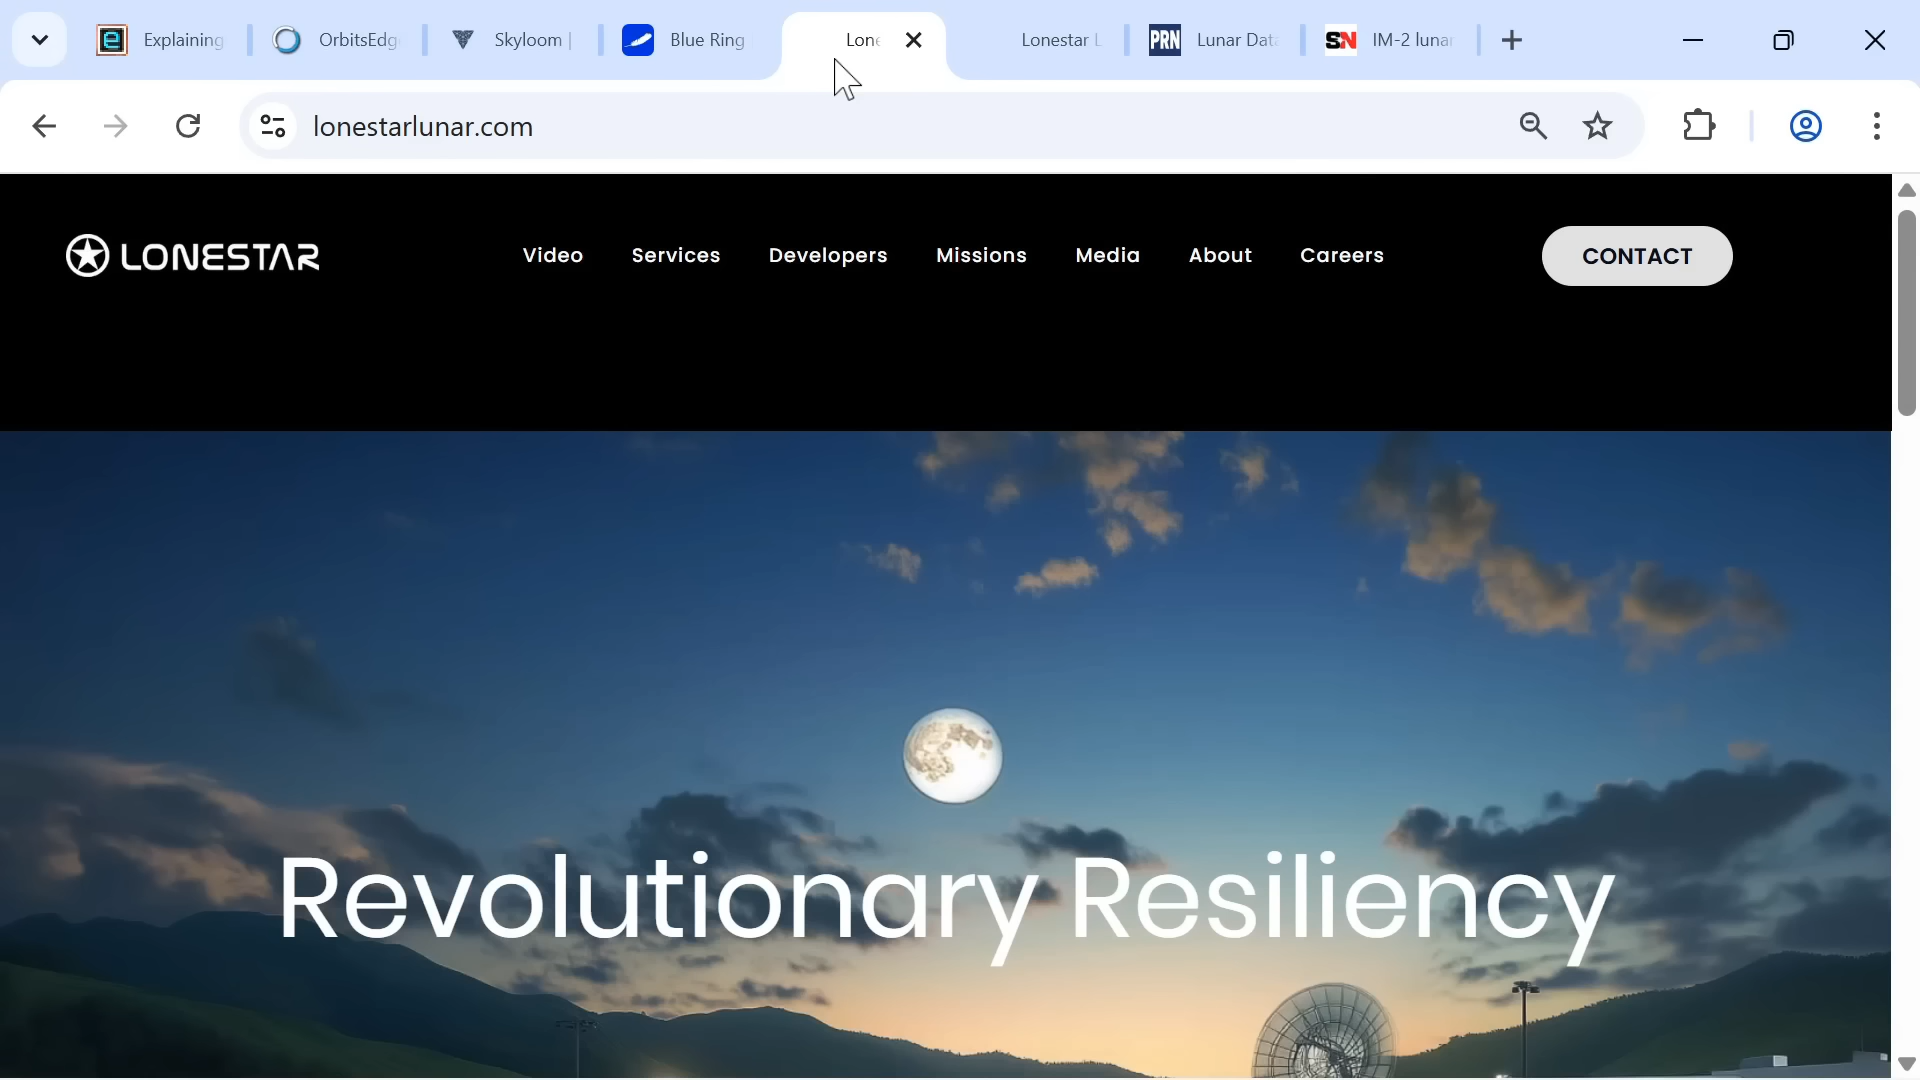 Explaining
OrbitsEdg
Skyloom |
Blue Ring
Lone
Lonestar L
PRN
Lunar Data
SN
IM-2 lunar
lonestarlunar.com
LONESTAR
Video
Services
Developers
Missions
Media
About
Careers
CONTACT
Revolutionary Resiliency